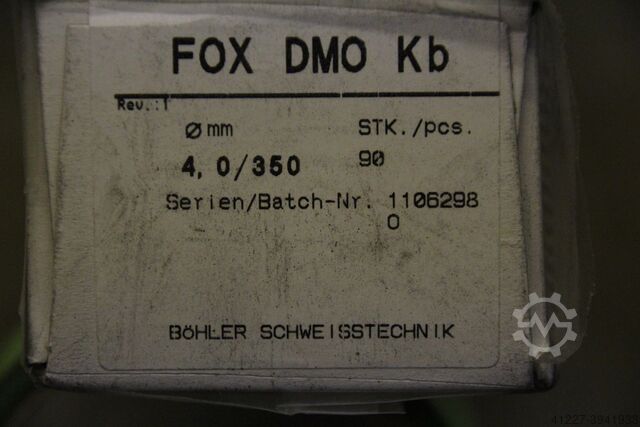 FOX DMO Kb
Rev.:1
Ø mm STK./pcs.
4,0/350 90
Serien/Batch-Nr. 1106298
0
BÖHLER SCHWEISSTECHNIK
41227-3941939